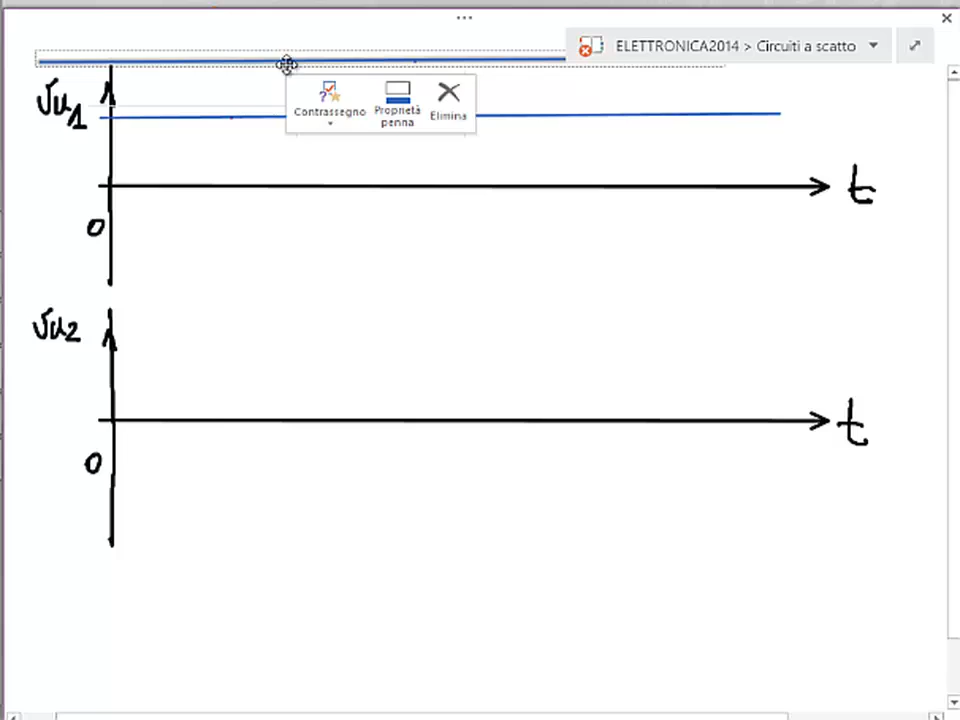 ELETTRONICA2014 > Circuiti a scatto
Contrassegno
Proprietà
penna
Elimina
vu1
t
0
vu2
t
0